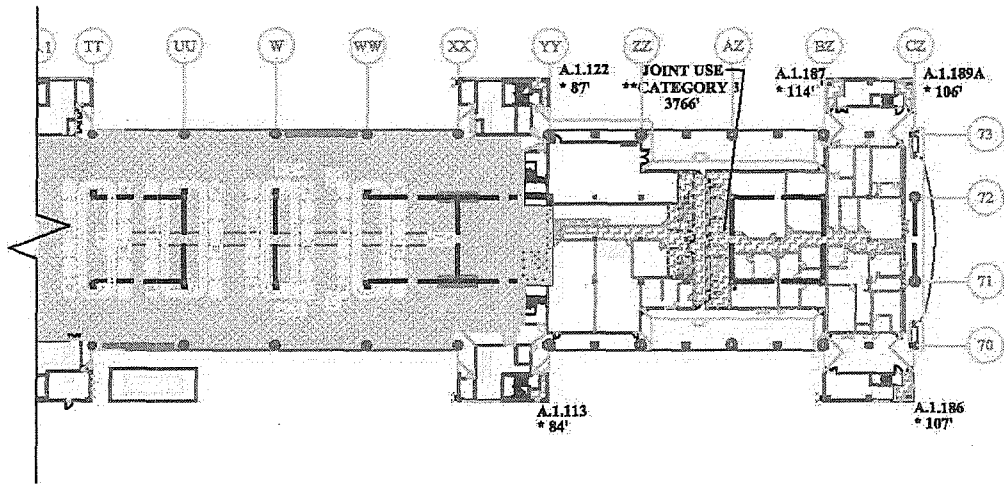 TT UU W WW XX YY ZZ AZ BZ CZ
A.1.122
* 87'
JOINT USE
**CATEGORY 3
3766'
A.1.187
* 114'
A.1.189A
* 106'
73
72
71
70
A.1.113
* 84'
A.1.186
* 107'